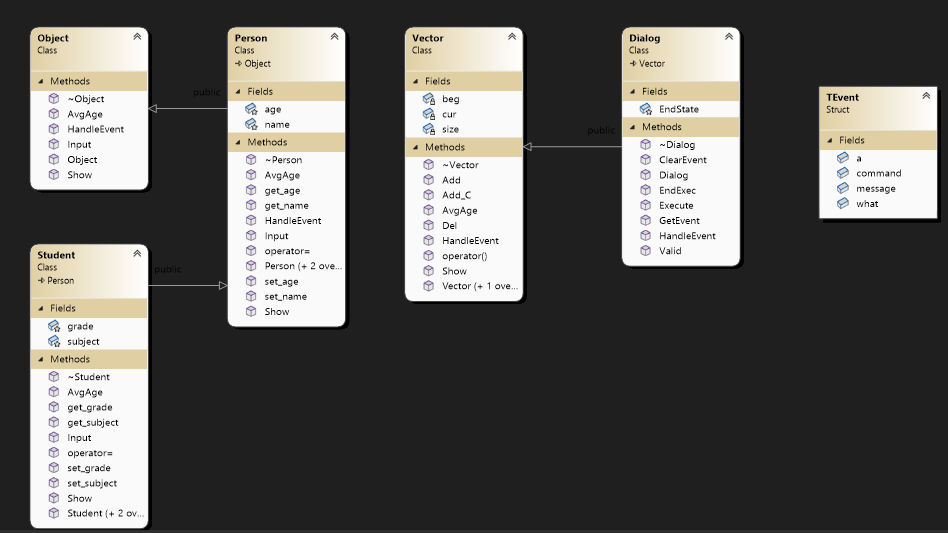 Object
Class
Methods
~Object
AvgAge
HandleEvent
Input
Object
Show
public
Person
Class
Object
Fields
age
name
Methods
~Person
AvgAge
get_age
get_name
HandleEvent
Input
operator=
Person (+ 2 ove...
set_age
set_name
Show
Vector
Class
Fields
beg
cur
size
Methods
~Vector
Add
Add_C
AvgAge
Del
HandleEvent
operator()
Show
Vector (+ 1 ove...
public
Dialog
Class
Vector
Fields
EndState
Methods
~Dialog
ClearEvent
Dialog
EndExec
Execute
GetEvent
HandleEvent
Valid
TEvent
Struct
Fields
a
command
message
what
Student
Class
Person
Fields
grade
subject
Methods
~Student
AvgAge
get_grade
get_subject
Input
operator=
set_grade
set_subject
Show
Student (+ 2 ov...
public